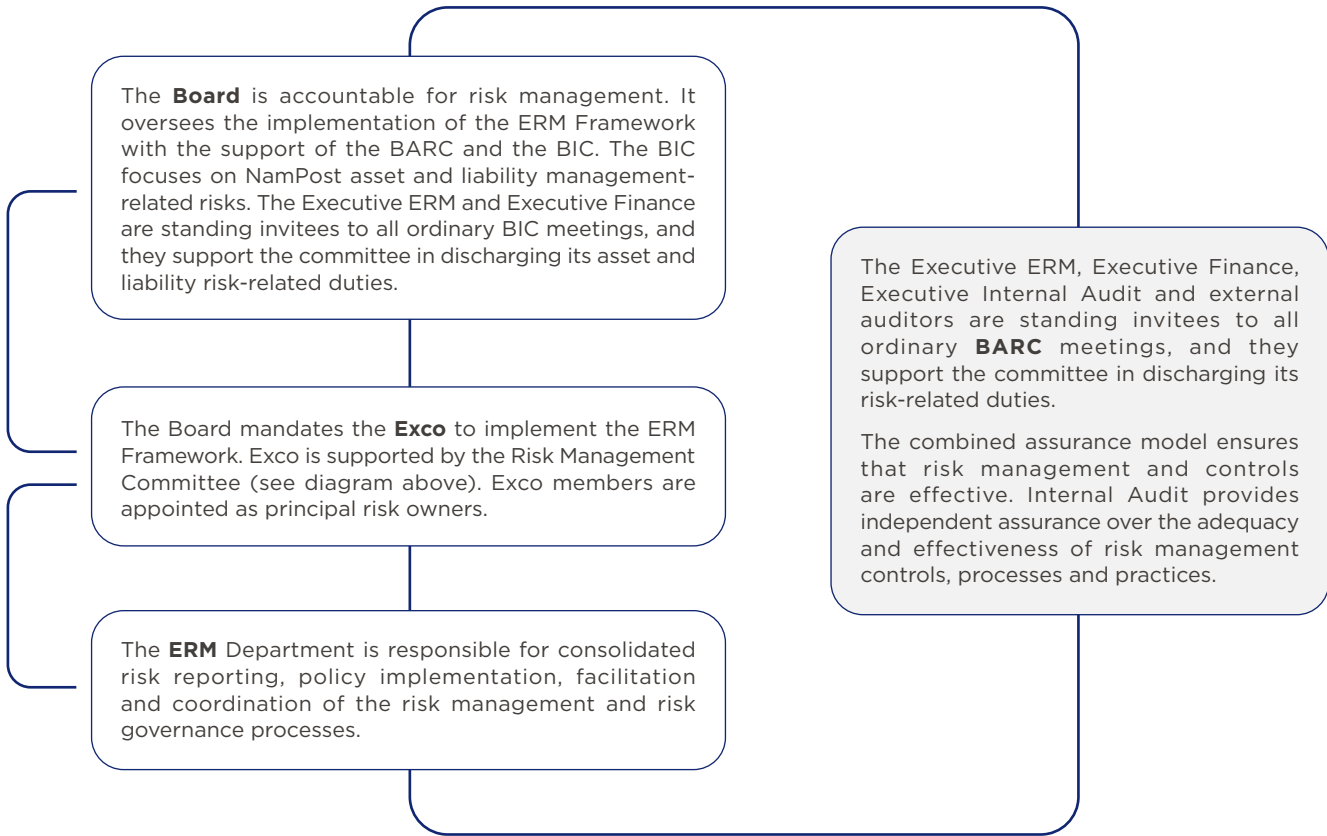 The Board is accountable for risk management. It
oversees the implementation of the ERM Framework
with the support of the BARC and the BIC. The BIC
focuses on NamPost asset and liability management-
related risks. The Executive ERM and Executive Finance
are standing invitees to all ordinary BIC meetings, and
they support the committee in discharging its asset and
liability risk-related duties.
The Board mandates the Exco to implement the ERM
Framework. Exco is supported by the Risk Management
Committee (see diagram above). Exco members are
appointed as principal risk owners.
The ERM Department is responsible for consolidated
risk reporting, policy implementation, facilitation
and coordination of the risk management and risk
governance processes.
The Executive ERM, Executive Finance,
Executive Internal Audit and external
auditors are standing invitees to all
ordinary BARC meetings, and they
support the committee in discharging its
risk-related duties.
The combined assurance model ensures
that risk management and controls
are effective. Internal Audit provides
independent assurance over the adequacy
and effectiveness of risk management
controls, processes and practices.